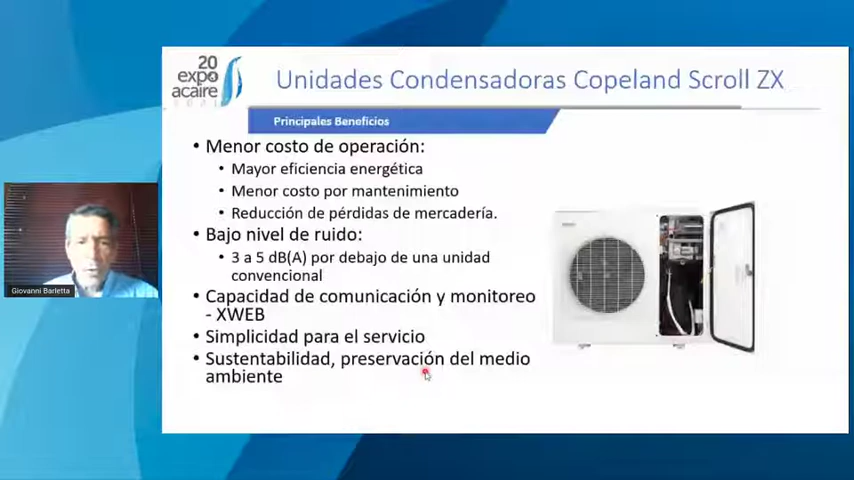 20
expo
acaire
Unidades Condensadoras Copeland Scroll ZX
Principales Beneficios
• Menor costo de operación:
• Mayor eficiencia energética
• Menor costo por mantenimiento
• Reducción de pérdidas de mercadería.
• Bajo nivel de ruido:
• 3 a 5 dB(A) por debajo de una unidad
convencional
• Capacidad de comunicación y monitoreo
- XWEB
• Simplicidad para el servicio
• Sustentabilidad, preservación del medio
ambiente
Giovanni Barletta